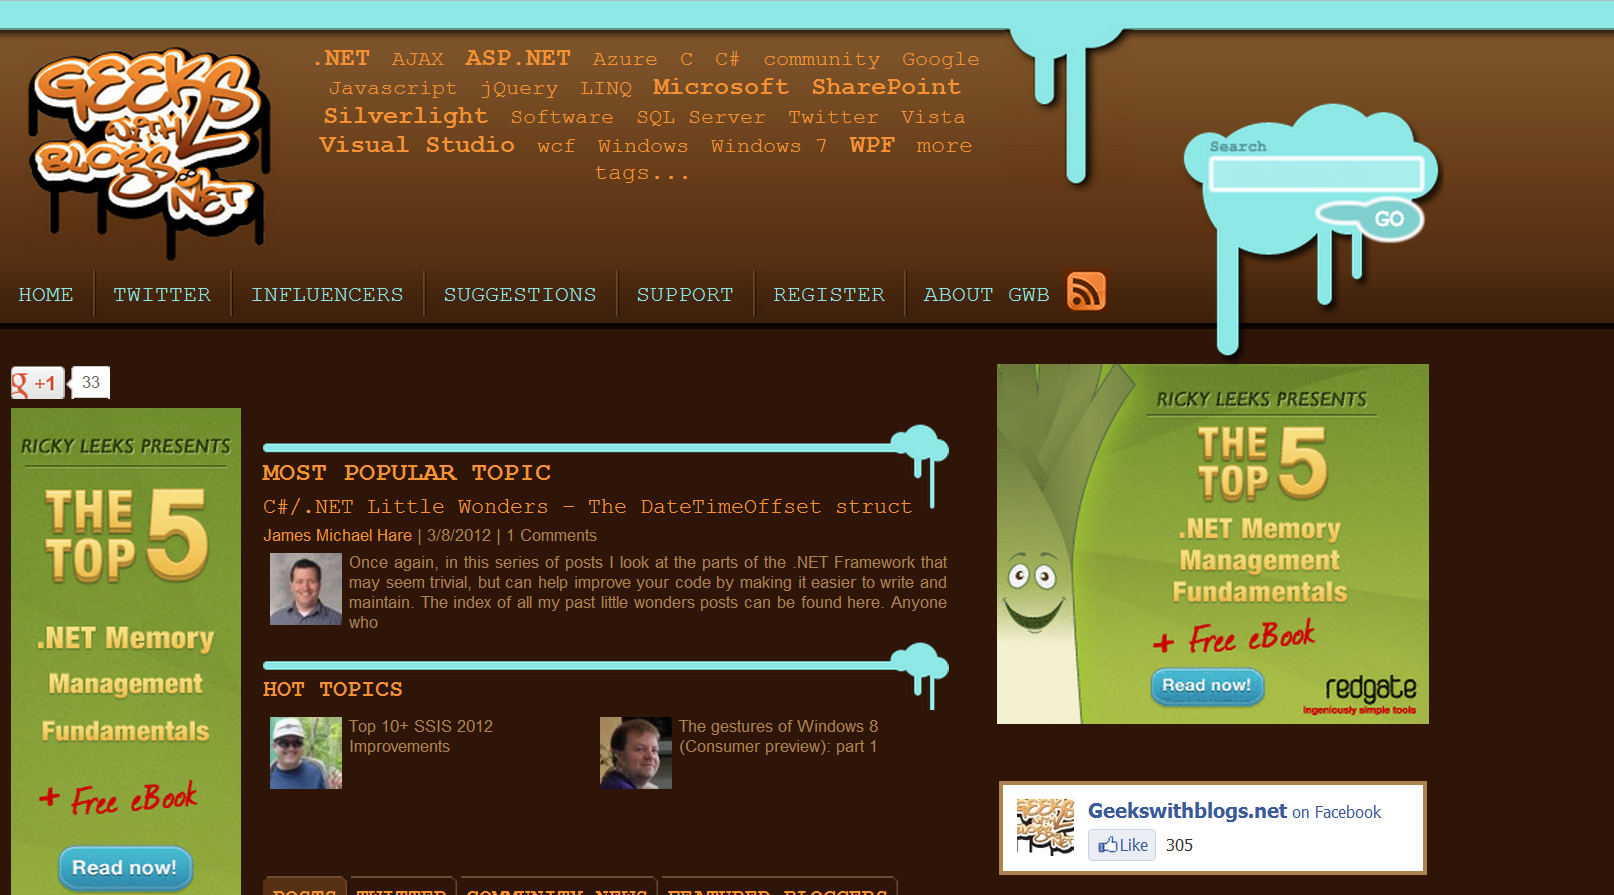 GEEKS
WITH
BLOGS
.NET
.NET AJAX ASP.NET Azure C C# community Google
Javascript jQuery LINQ Microsoft SharePoint
Silverlight Software SQL Server Twitter Vista
Visual Studio wcf Windows Windows 7 WPF more
tags...
Search
GO
HOME TWITTER INFLUENCERS SUGGESTIONS SUPPORT REGISTER ABOUT GWB
g +1 33
RICKY LEEKS PRESENTS
THE
TOP
5
.NET Memory
Management
Fundamentals
+ Free eBook
Read now!
MOST POPULAR TOPIC
C#/.NET Little Wonders – The DateTimeOffset struct
James Michael Hare | 3/8/2012 | 1 Comments
Once again, in this series of posts I look at the parts of the .NET Framework that
may seem trivial, but can help improve your code by making it easier to write and
maintain. The index of all my past little wonders posts can be found here. Anyone
who
HOT TOPICS
Top 10+ SSIS 2012
Improvements
The gestures of Windows 8
(Consumer preview): part 1
POSTS TWITTER COMMUNITY NEWS FEATURED BLOGGERS
RICKY LEEKS PRESENTS
THE
TOP
5
.NET Memory
Management
Fundamentals
+ Free eBook
Read now!
redgate
ingeniously simple tools
Geekswithblogs.net on Facebook
Like 305